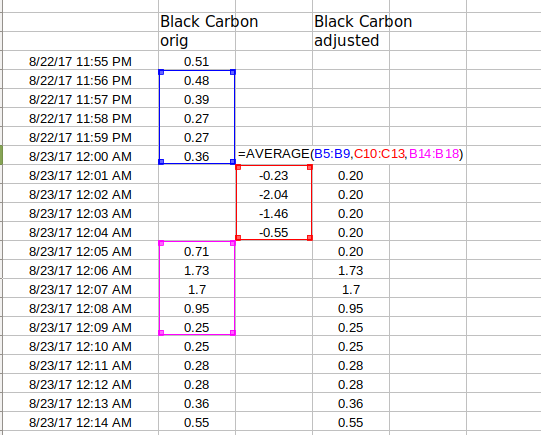 Black Carbon Black Carbon
orig adjusted
8/22/17 11:55 PM 0.51
8/22/17 11:56 PM 0.48
8/22/17 11:57 PM 0.39
8/22/17 11:58 PM 0.27
8/22/17 11:59 PM 0.27
8/23/17 12:00 AM 0.36 =AVERAGE(B5:B9,C10:C13,B14:B18)
8/23/17 12:01 AM -0.23 0.20
8/23/17 12:02 AM -2.04 0.20
8/23/17 12:03 AM -1.46 0.20
8/23/17 12:04 AM -0.55 0.20
8/23/17 12:05 AM 0.71 0.20
8/23/17 12:06 AM 1.73 1.73
8/23/17 12:07 AM 1.7 1.7
8/23/17 12:08 AM 0.95 0.95
8/23/17 12:09 AM 0.25 0.25
8/23/17 12:10 AM 0.25 0.25
8/23/17 12:11 AM 0.28 0.28
8/23/17 12:12 AM 0.28 0.28
8/23/17 12:13 AM 0.36 0.36
8/23/17 12:14 AM 0.55 0.55